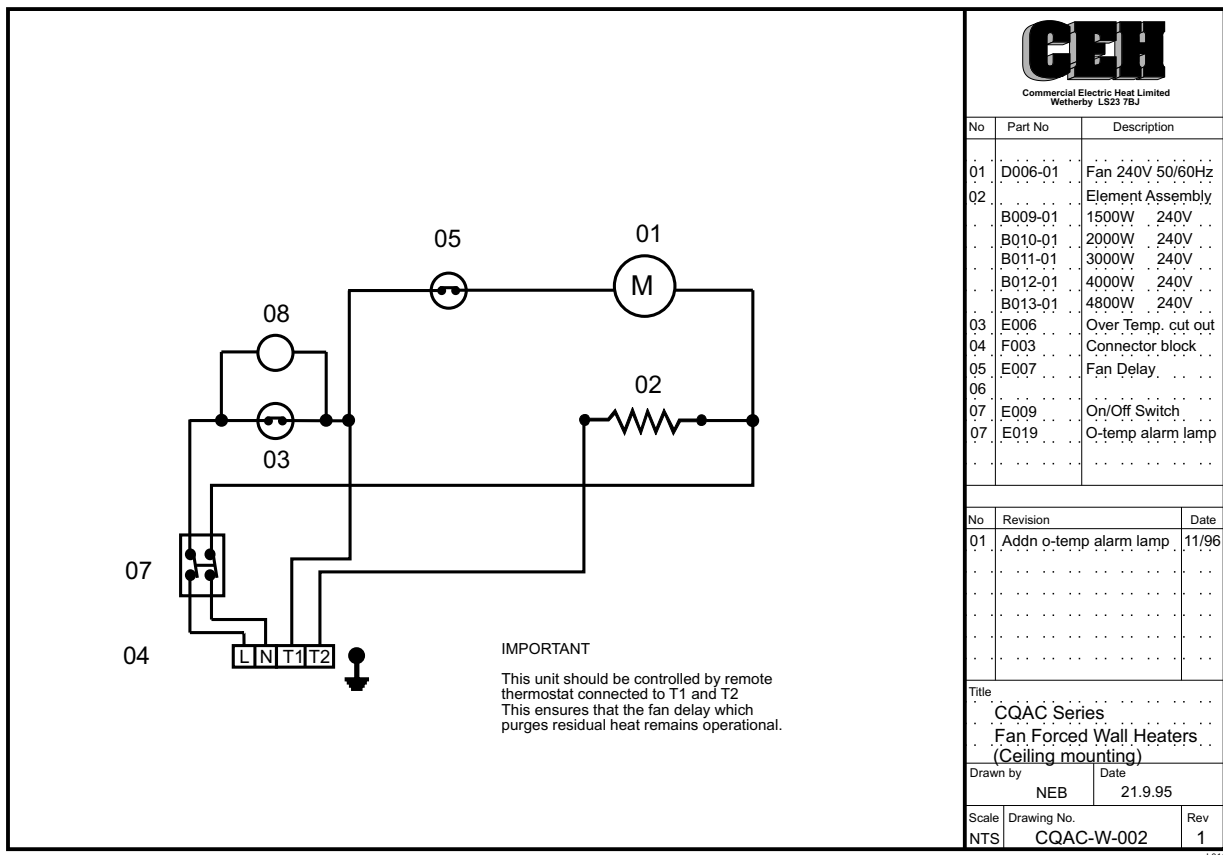 05
01
M
08
02
03
07
04
L N T1 T2
IMPORTANT
This unit should be controlled by remote
thermostat connected to T1 and T2
This ensures that the fan delay which
purges residual heat remains operational.
CEH
Commercial Electric Heat Limited
Wetherby LS23 7BJ
No Part No Description
01 D006-01 Fan 240V 50/60Hz
02 Element Assembly
B009-01 1500W 240V
B010-01 2000W 240V
B011-01 3000W 240V
B012-01 4000W 240V
B013-01 4800W 240V
03 E006 Over Temp. cut out
04 F003 Connector block
05 E007 Fan Delay
06
07 E009 On/Off Switch
07 E019 O-temp alarm lamp
No Revision Date
01 Addn o-temp alarm lamp 11/96
Title
CQAC Series
Fan Forced Wall Heaters
(Ceiling mounting)
Drawn by Date
NEB 21.9.95
Scale Drawing No. Rev
NTS CQAC-W-002 1